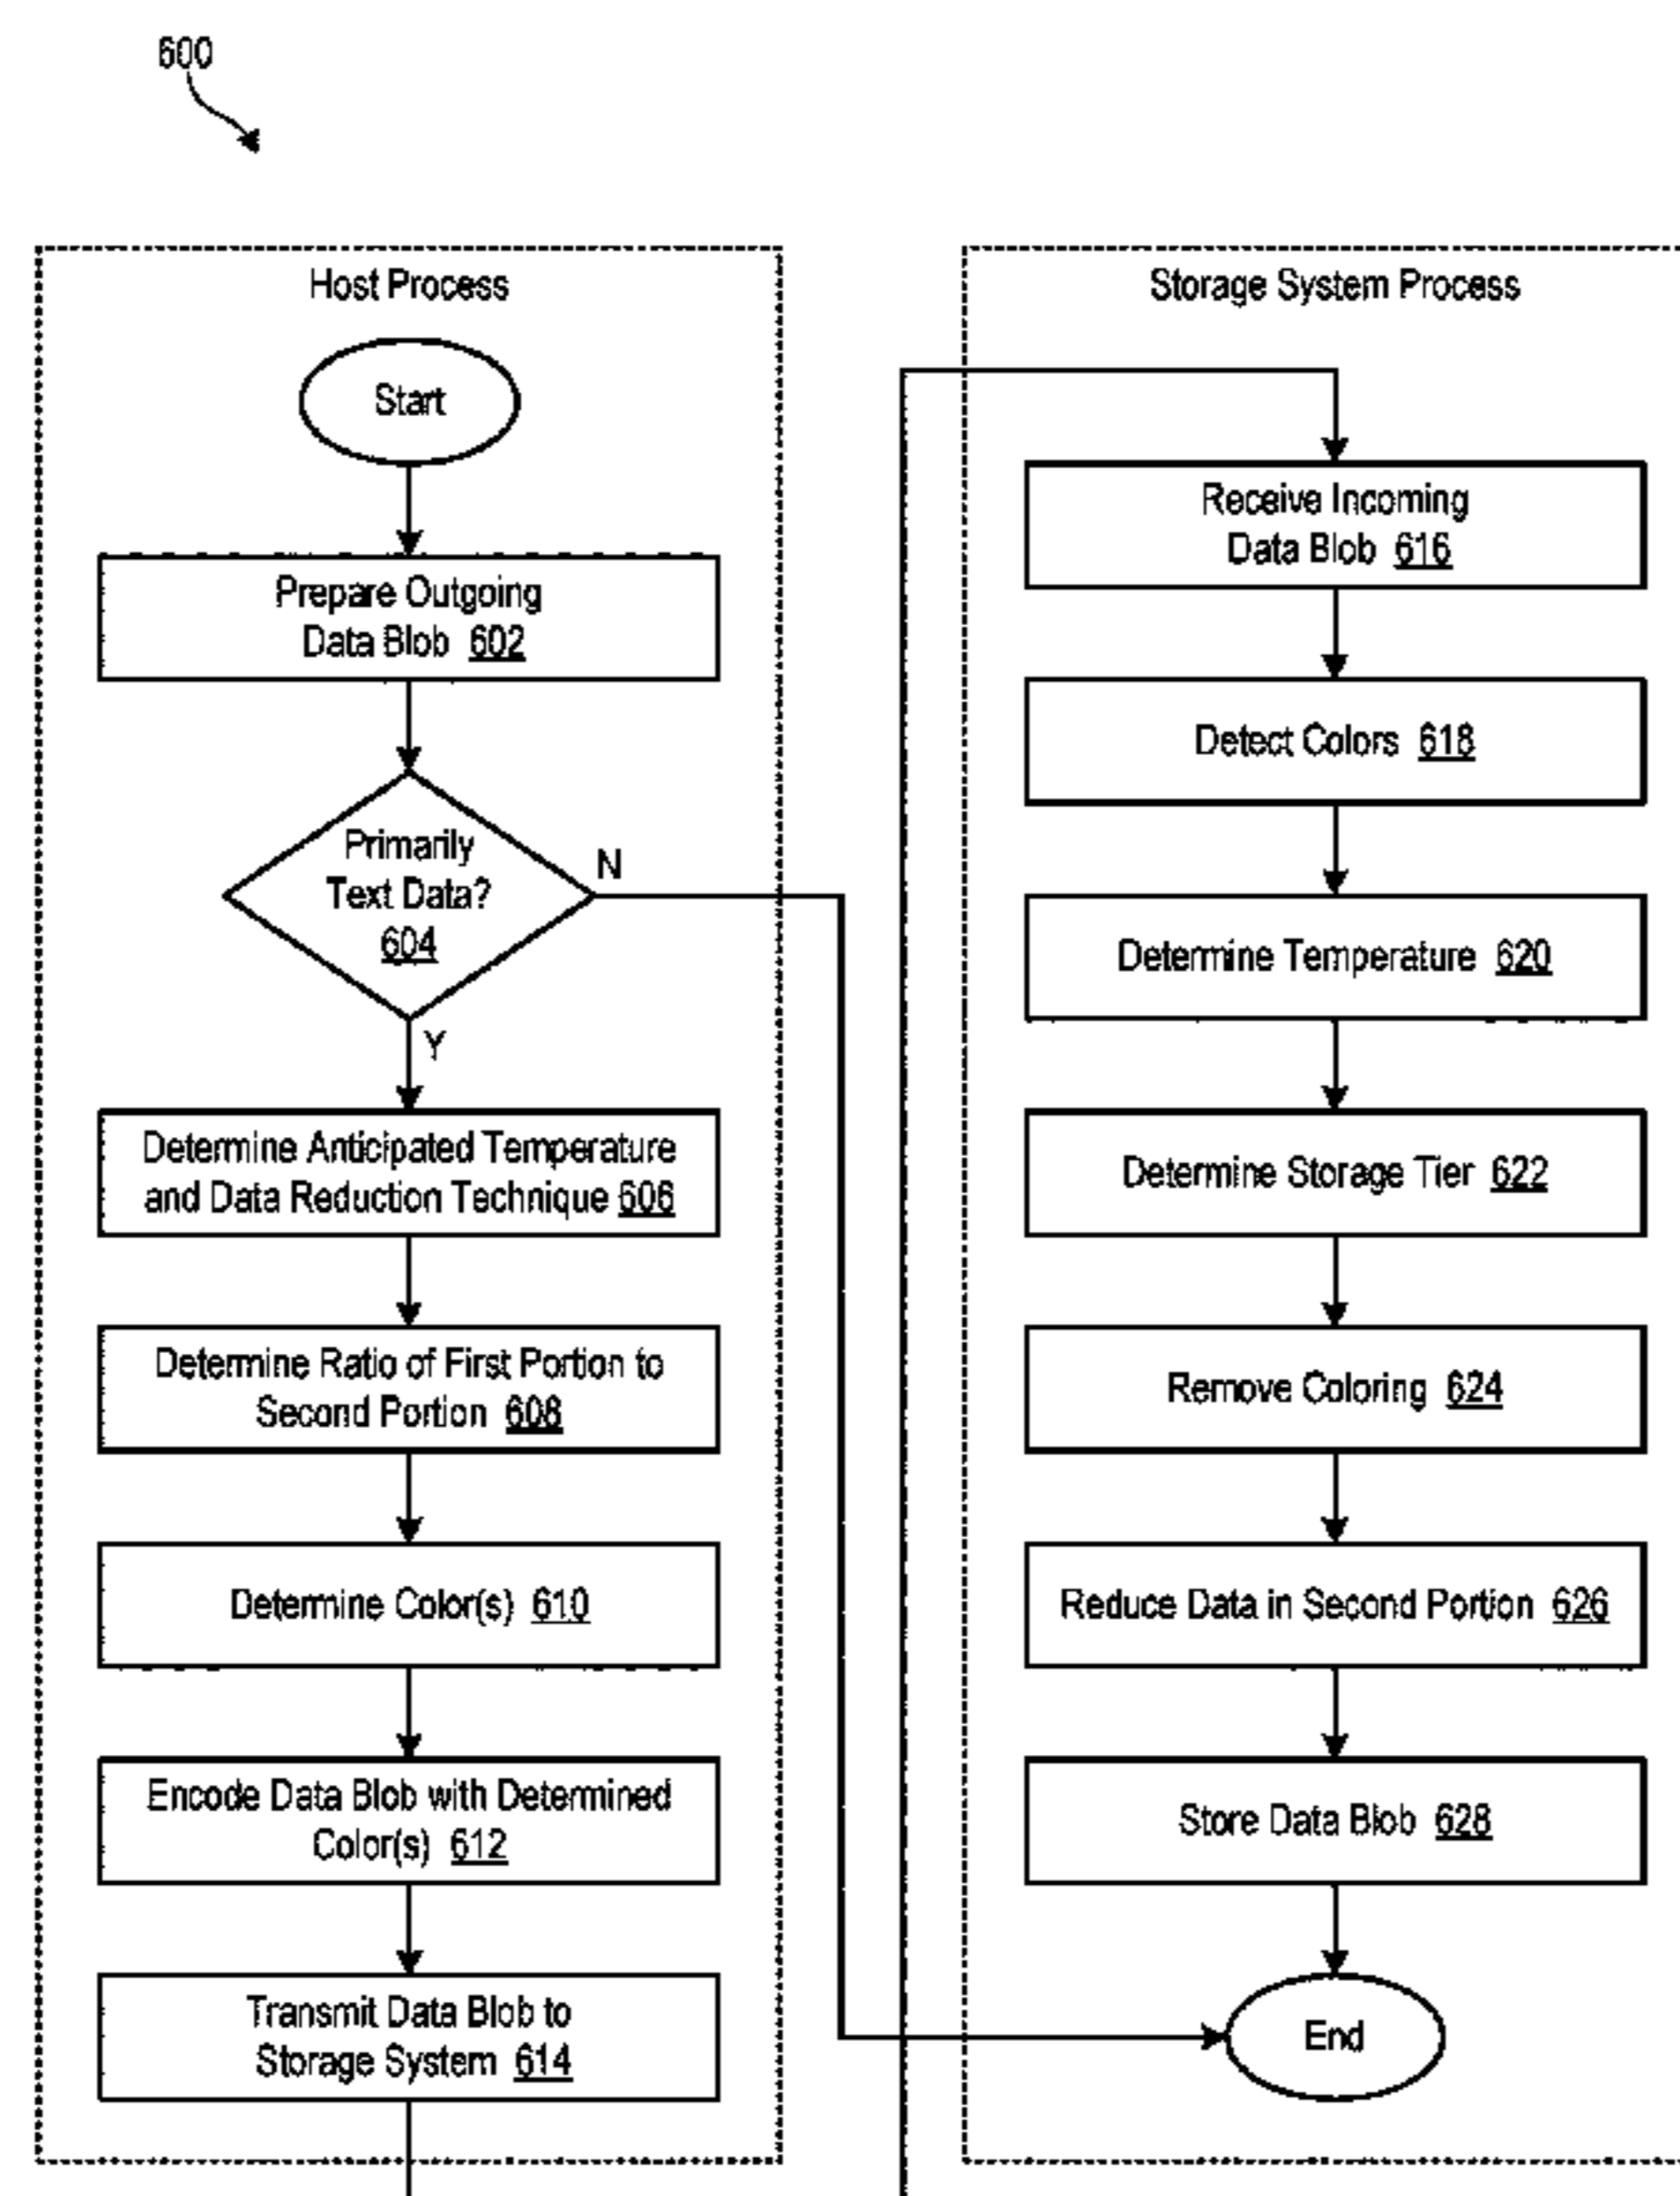 600
Host Process
Start
Prepare Outgoing
Data Blob 602
Primarily
Text Data?
604
N
Y
Determine Anticipated Temperature
and Data Reduction Technique 606
Determine Ratio of First Portion to
Second Portion 608
Determine Color(s) 610
Encode Data Blob with Determined
Color(s) 612
Transmit Data Blob to
Storage System 614
Storage System Process
Receive Incoming
Data Blob 616
Detect Colors 618
Determine Temperature 620
Determine Storage Tier 622
Remove Coloring 624
Reduce Data in Second Portion 626
Store Data Blob 628
End